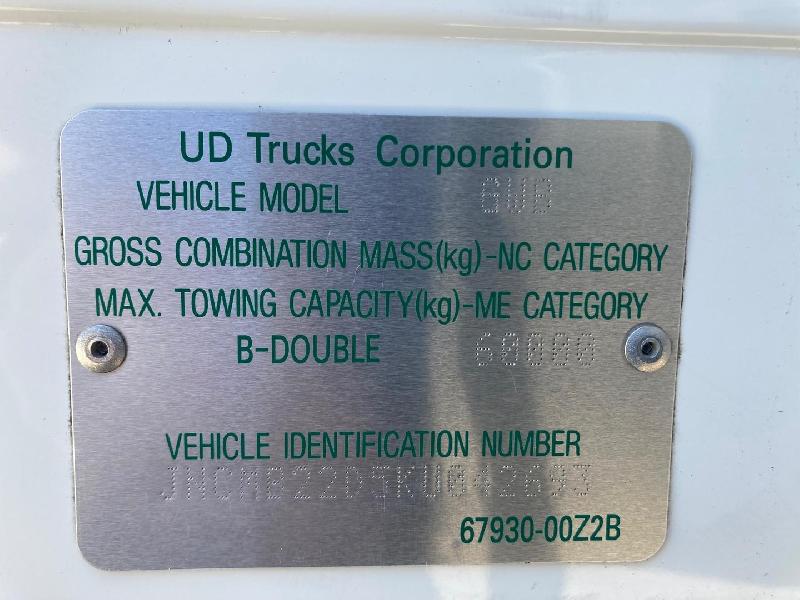 UD Trucks Corporation
VEHICLE MODEL GWB
GROSS COMBINATION MASS(kg)-NC CATEGORY
MAX. TOWING CAPACITY(kg)-ME CATEGORY
B-DOUBLE 60000
VEHICLE IDENTIFICATION NUMBER
JNCMB22D5KU042693
67930-00Z2B